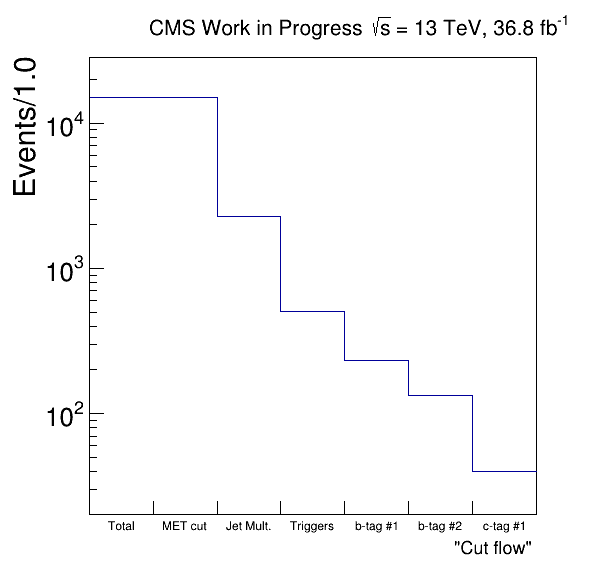 CMS Work in Progress √s = 13 TeV, 36.8 fb⁻¹
Events/1.0
10⁴
10³
10²
Total MET cut Jet Mult. Triggers b-tag #1 b-tag #2 c-tag #1
"Cut flow"